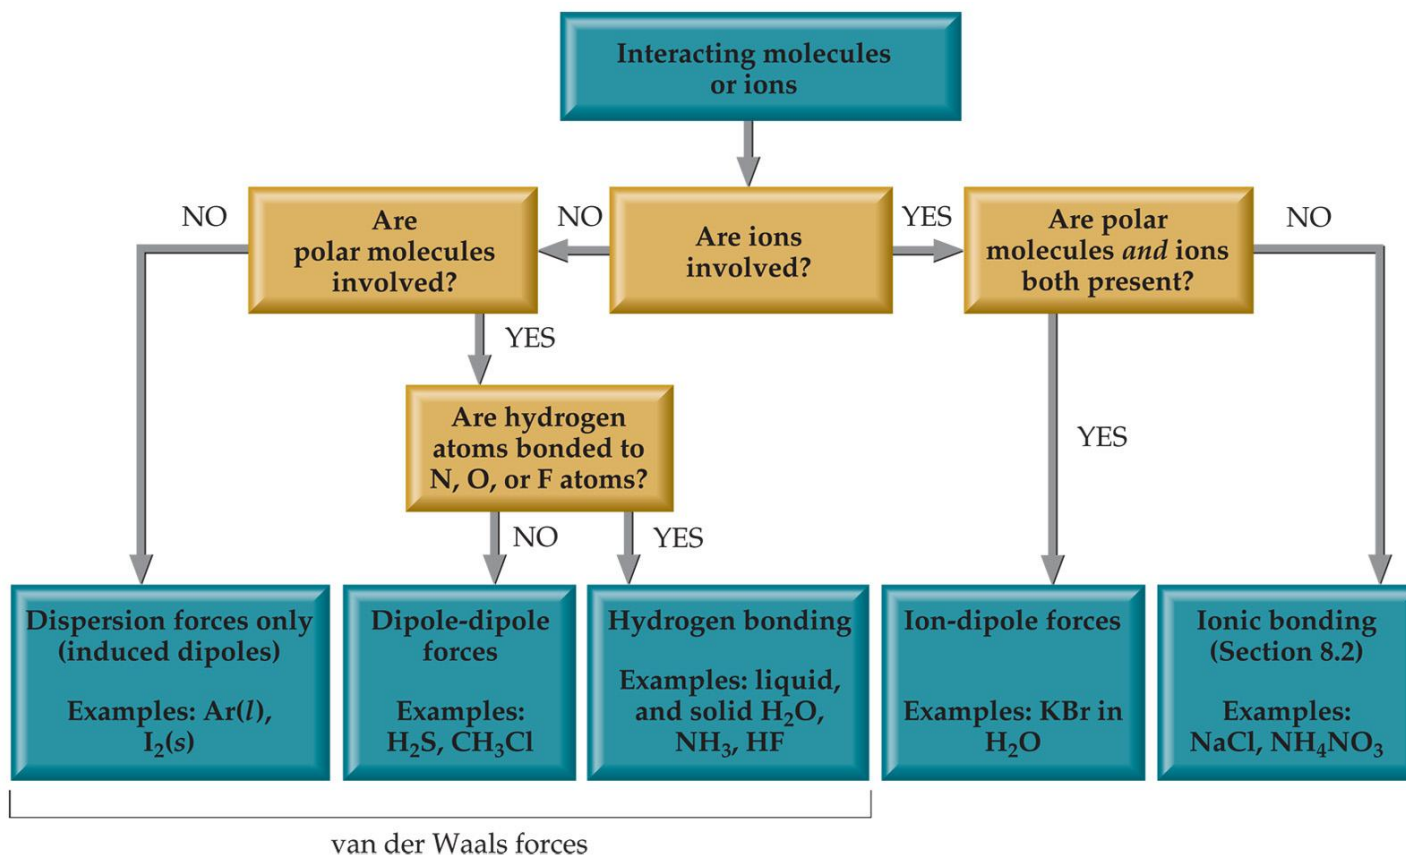 Interacting molecules
or ions
NO
Are
polar molecules
involved?
NO
Are ions
involved?
YES
Are polar
molecules and ions
both present?
NO
YES
Are hydrogen
atoms bonded to
N, O, or F atoms?
YES
NO
YES
Dispersion forces only
(induced dipoles)
Examples: Ar(l),
I₂(s)
Dipole-dipole
forces
Examples:
H₂S, CH₃Cl
Hydrogen bonding
Examples: liquid,
and solid H₂O,
NH₃, HF
Ion-dipole forces
Examples: KBr in
H₂O
Ionic bonding
(Section 8.2)
Examples:
NaCl, NH₄NO₃
van der Waals forces